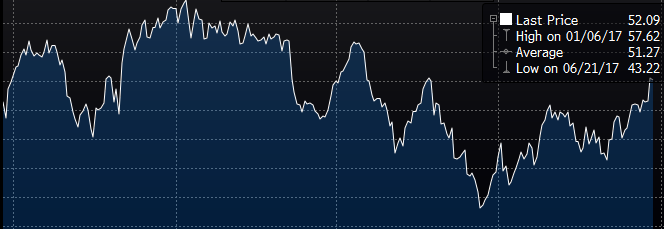 Last Price 52.09
High on 01/06/17 57.62
Average 51.27
Low on 06/21/17 43.22